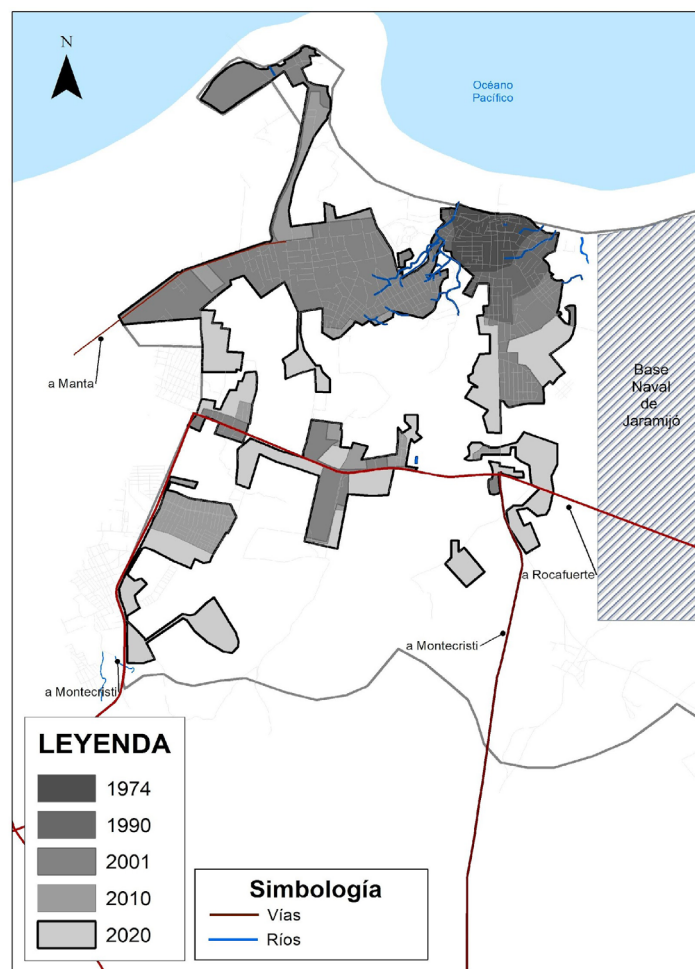 N
Océano
Pacífico
a Manta
Base
Naval
de
Jaramijó
a Rocafuerte
a Montecristi
a Montecristi
LEYENDA
1974
1990
2001
2010
2020
Simbología
Vías
Ríos